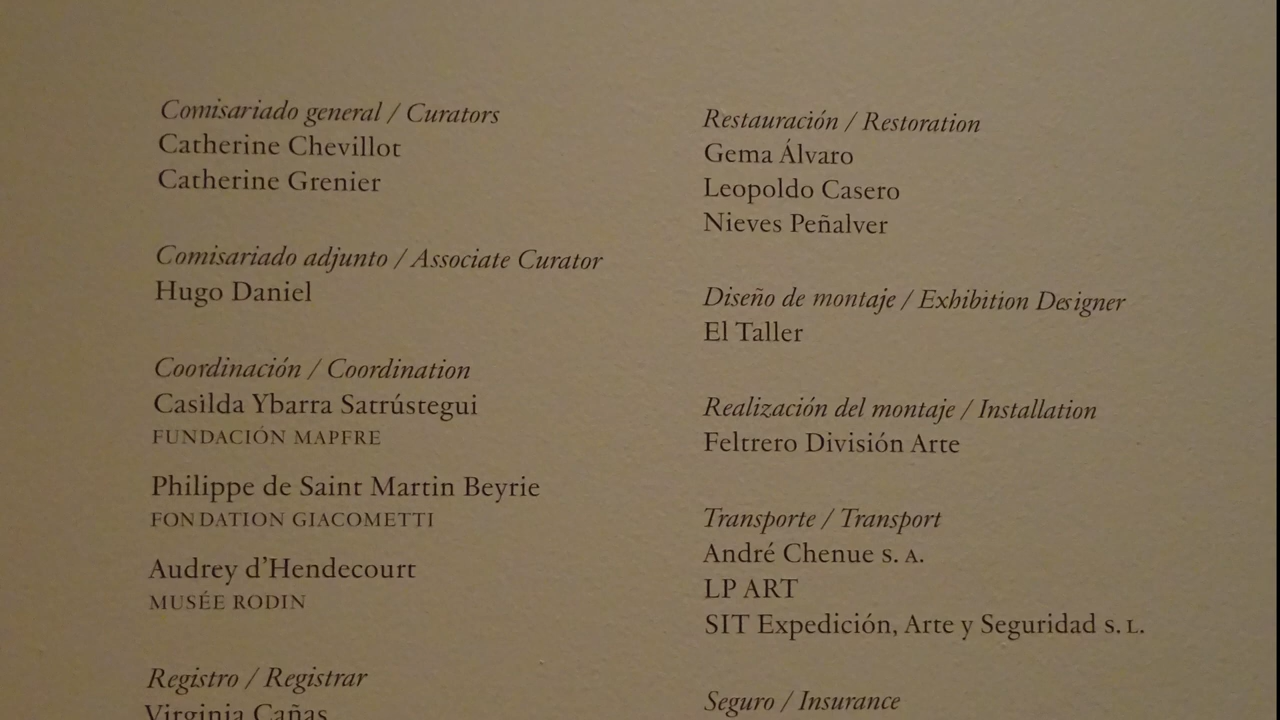 Comisariado general / Curators
Catherine Chevillot
Catherine Grenier
Comisariado adjunto / Associate Curator
Hugo Daniel
Coordinación / Coordination
Casilda Ybarra Satrústegui
FUNDACIÓN MAPFRE
Philippe de Saint Martin Beyrie
FONDATION GIACOMETTI
Audrey d’Hendecourt
MUSÉE RODIN
Registro / Registrar
Virginia Cañas
Restauración / Restoration
Gema Álvaro
Leopoldo Casero
Nieves Peñalver
Diseño de montaje / Exhibition Designer
El Taller
Realización del montaje / Installation
Feltrero División Arte
Transporte / Transport
André Chenue S. A.
LP ART
SIT Expedición, Arte y Seguridad S. L.
Seguro / Insurance